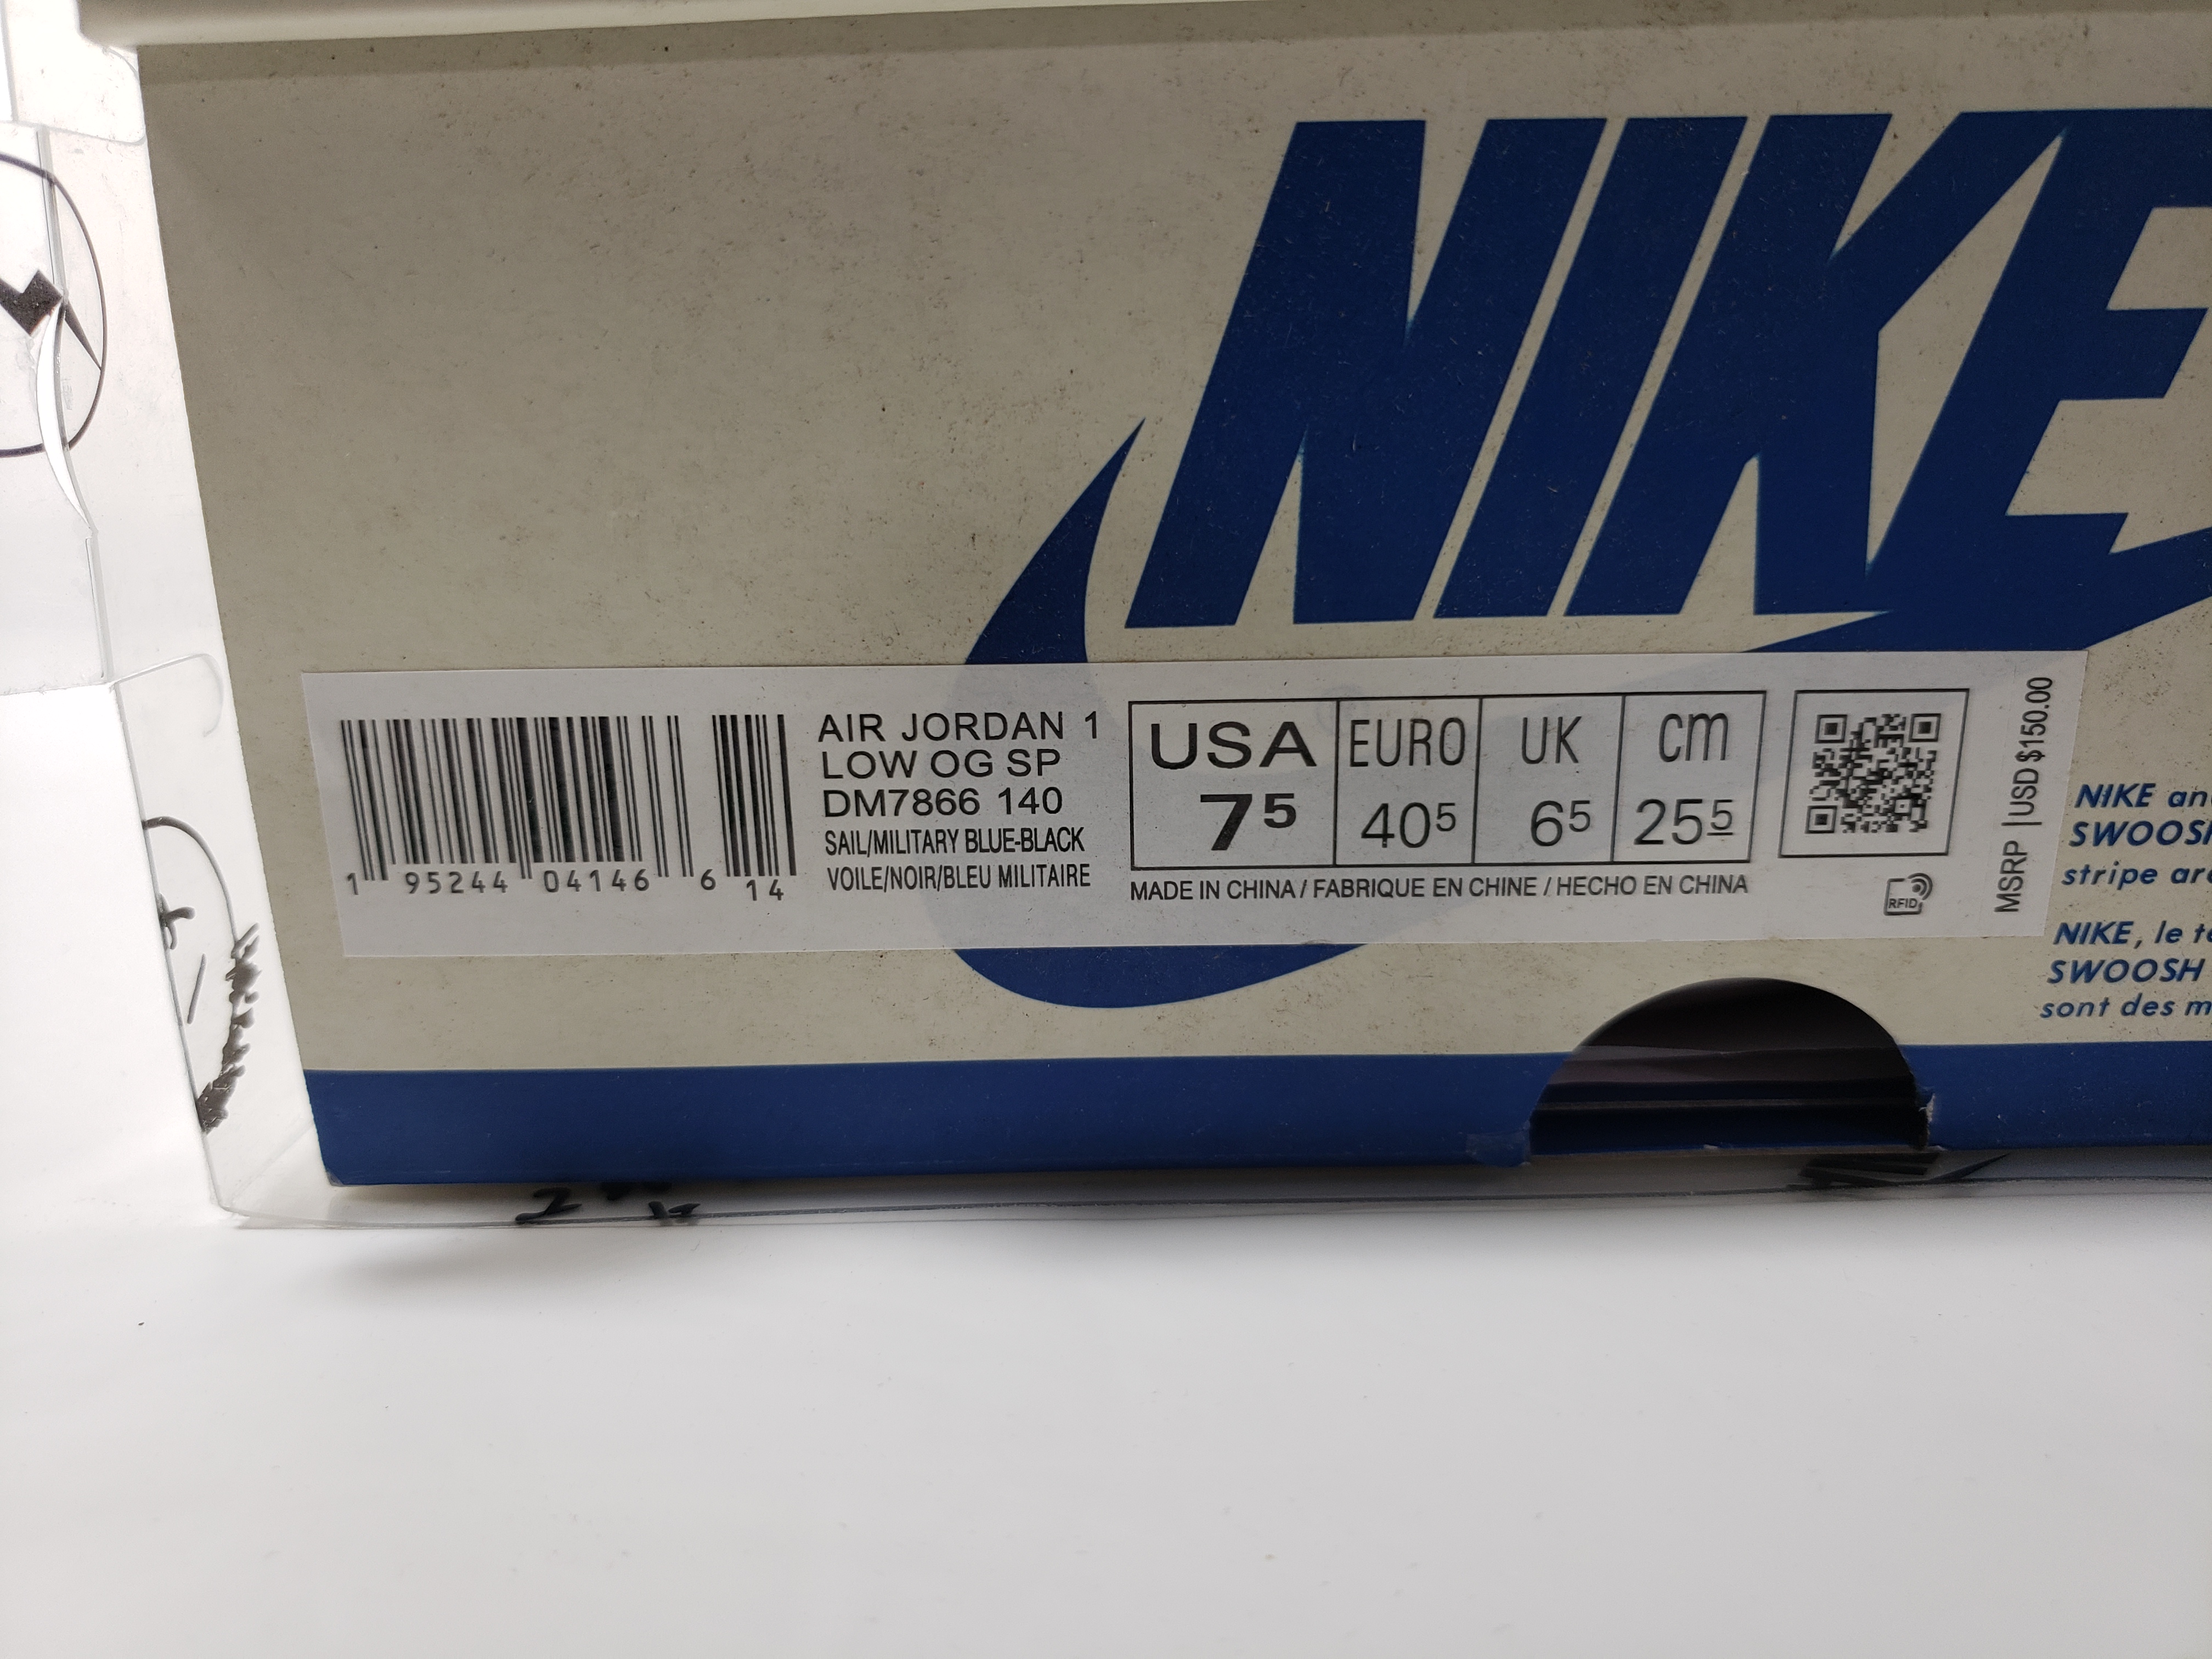 NIKE
AIR JORDAN 1
LOW OG SP
DM7866 140
SAIL/MILITARY BLUE-BLACK
VOILE/NOIR/BLEU MILITAIRE
1 95244 04146 6 14
USA EURO UK cm
7⁵ 40⁵ 6⁵ 25⁵
MADE IN CHINA / FABRIQUE EN CHINE / HECHO EN CHINA
RFID
MSRP |USD $150.00
NIKE
SWOOSH
stripe
NIKE, le
SWOOSH
sont des